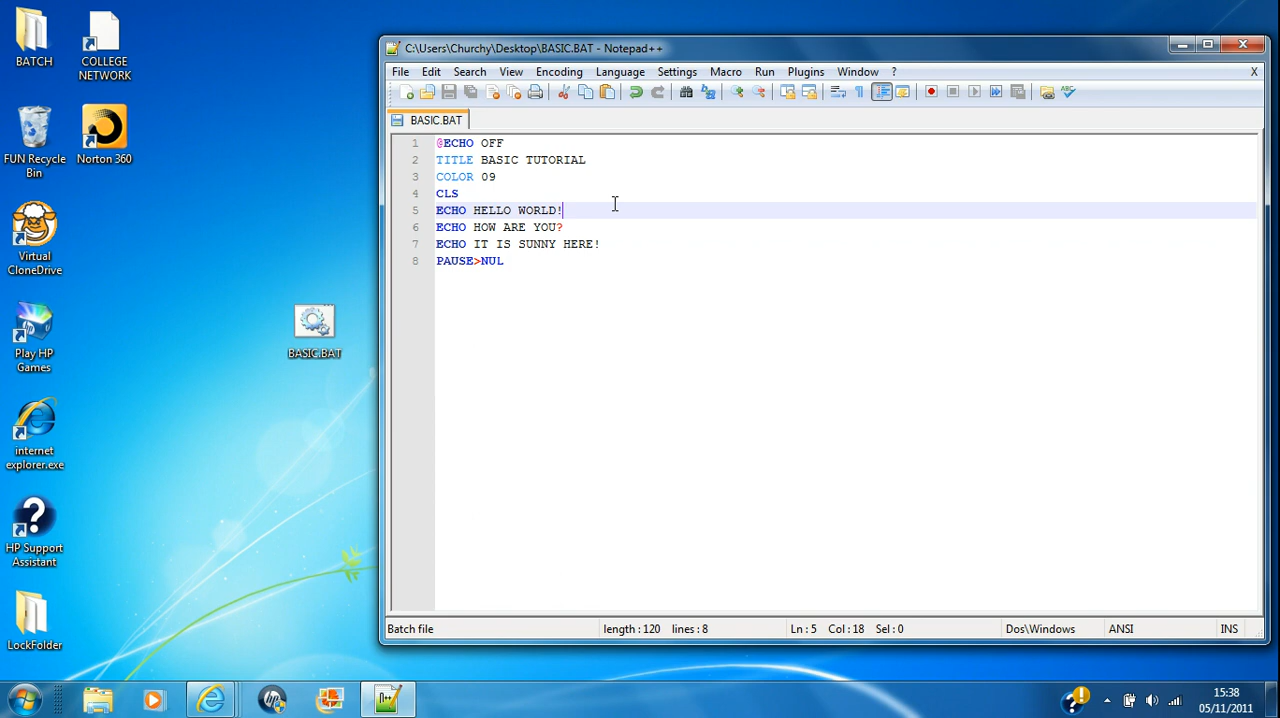 BATCH
COLLEGE
NETWORK
FUN Recycle
Bin
Norton 360
Virtual
CloneDrive
Play HP
Games
internet
explorer.exe
HP Support
Assistant
LockFolder
BASIC.BAT
C:\Users\Churchy\Desktop\BASIC.BAT - Notepad++
File Edit Search View Encoding Language Settings Macro Run Plugins Window ? X
BASIC.BAT
1 @ECHO OFF
2 TITLE BASIC TUTORIAL
3 COLOR 09
4 CLS
5 ECHO HELLO WORLD!
6 ECHO HOW ARE YOU?
7 ECHO IT IS SUNNY HERE!
8 PAUSE>NUL
Batch file length : 120 lines : 8 Ln : 5 Col : 18 Sel : 0 Dos\Windows ANSI INS
15:38
05/11/2011